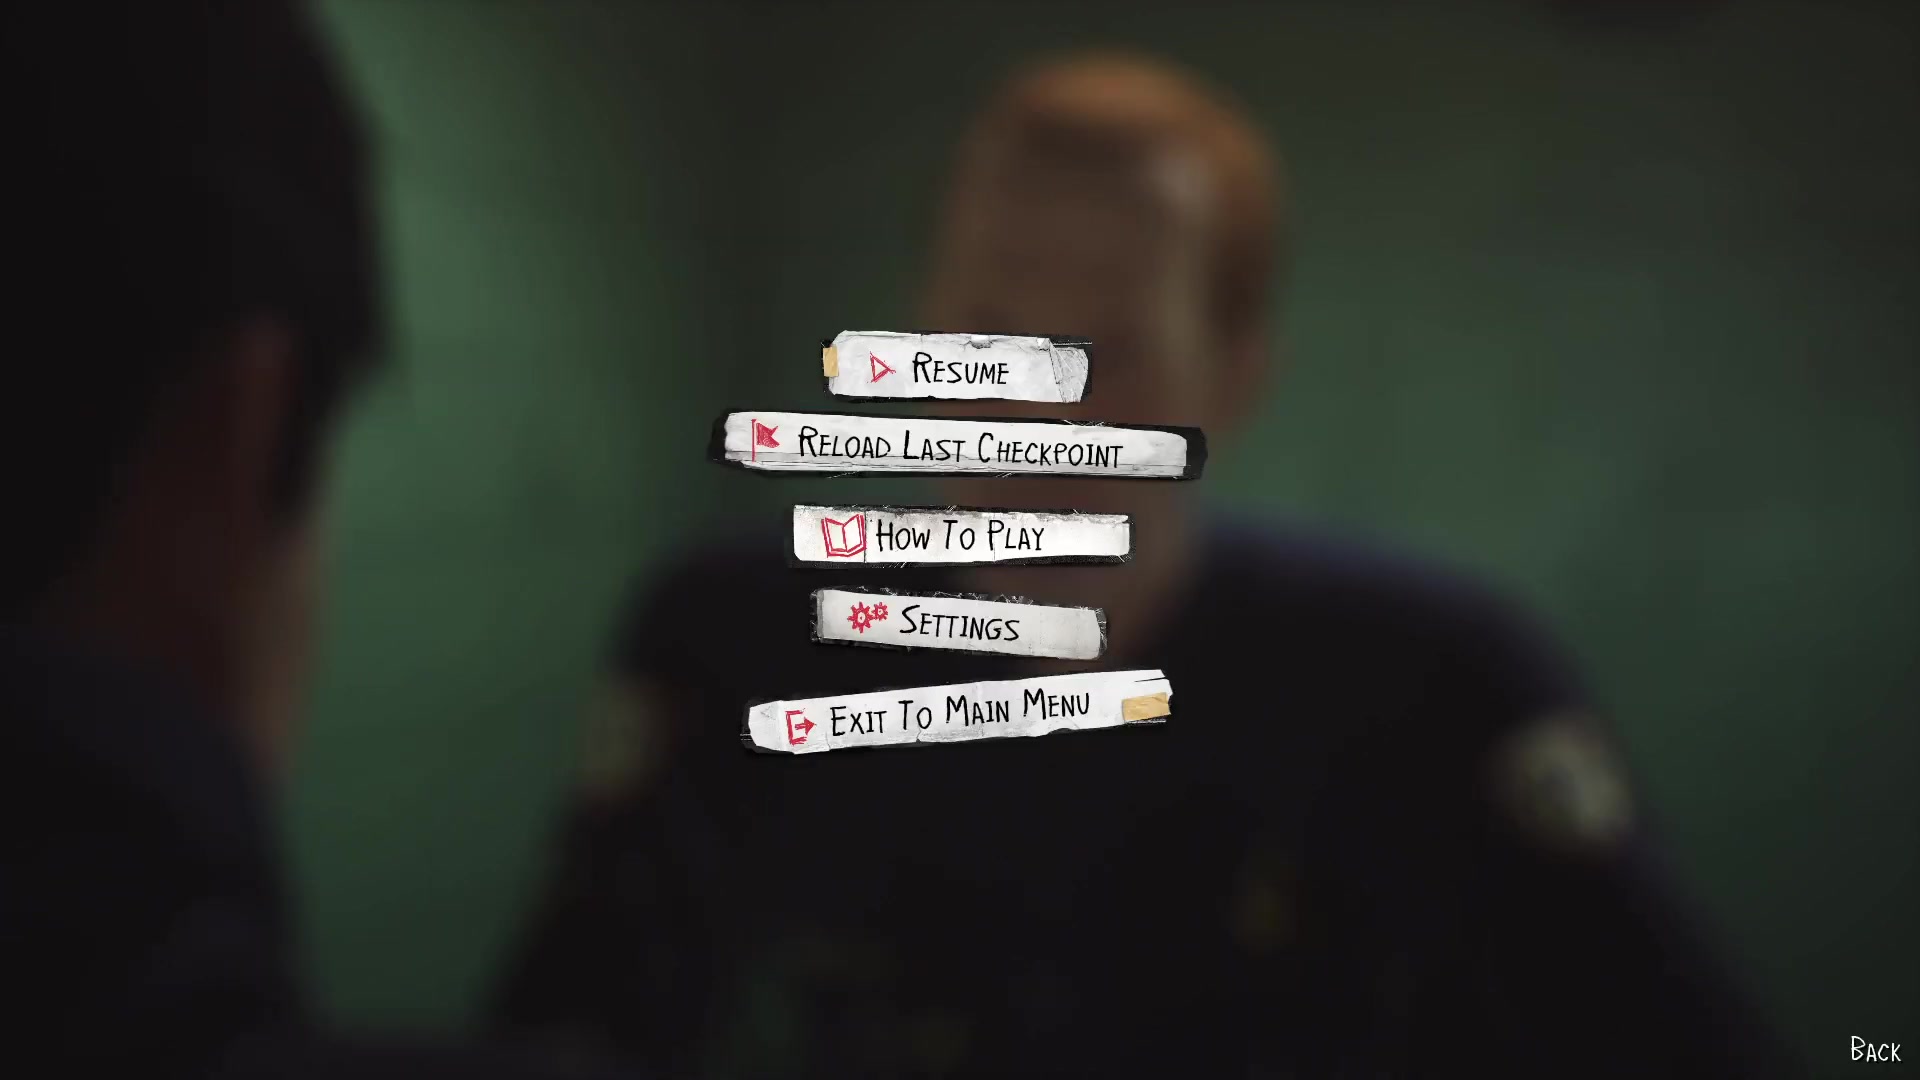 Resume
Reload Last Checkpoint
How To Play
Settings
Exit To Main Menu
Back